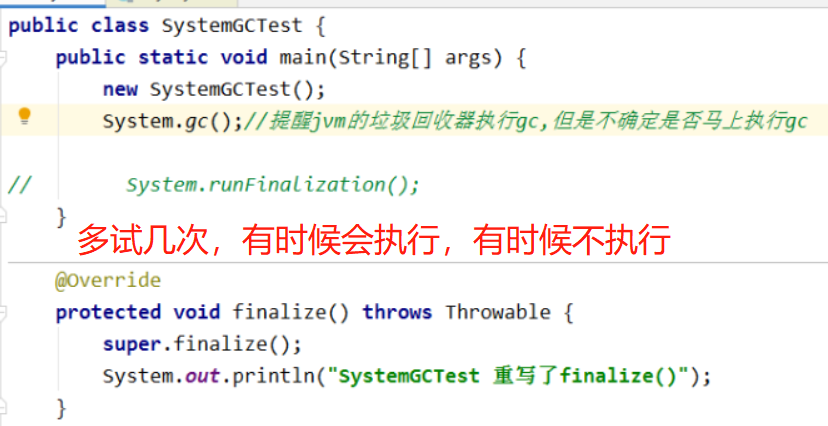 public class SystemGCTest {
public static void main(String[] args) {
new SystemGCTest();
System.gc();//提醒jvm的垃圾回收器执行gc,但是不确定是否马上执行gc
// System.runFinalization();
}
多试几次，有时候会执行，有时候不执行
@Override
protected void finalize() throws Throwable {
super.finalize();
System.out.println("SystemGCTest 重写了finalize()");
}